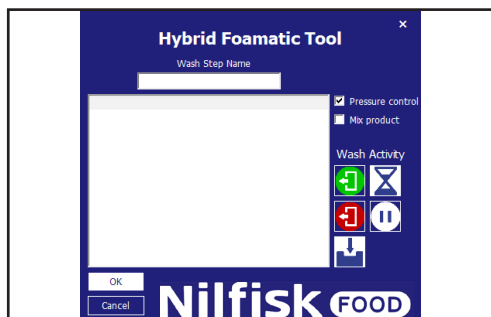 ×
Hybrid Foamatic Tool
Wash Step Name
Pressure control
Mix product
Wash Activity
OK
Cancel
Nilfisk FOOD